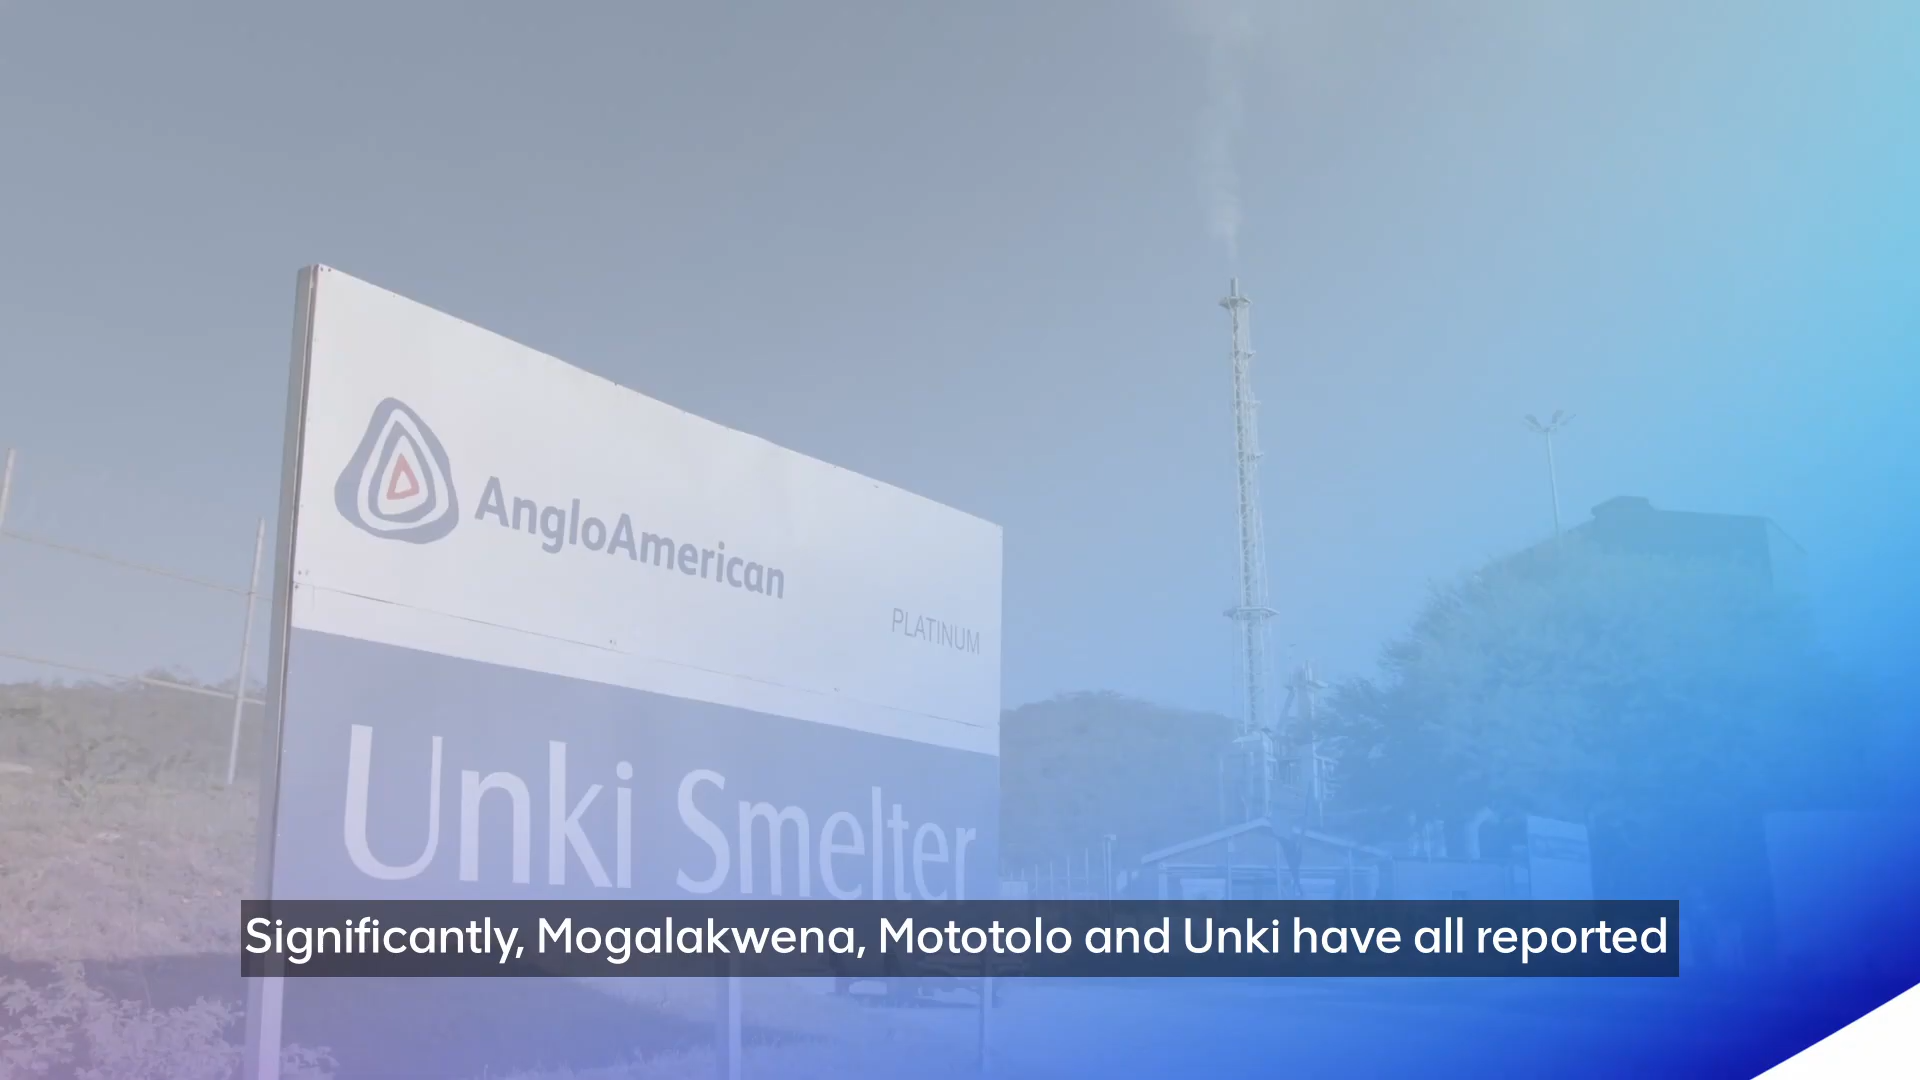 AngloAmerican
PLATINUM
Unki Smelter
Significantly, Mogalakwena, Mototolo and Unki have all reported